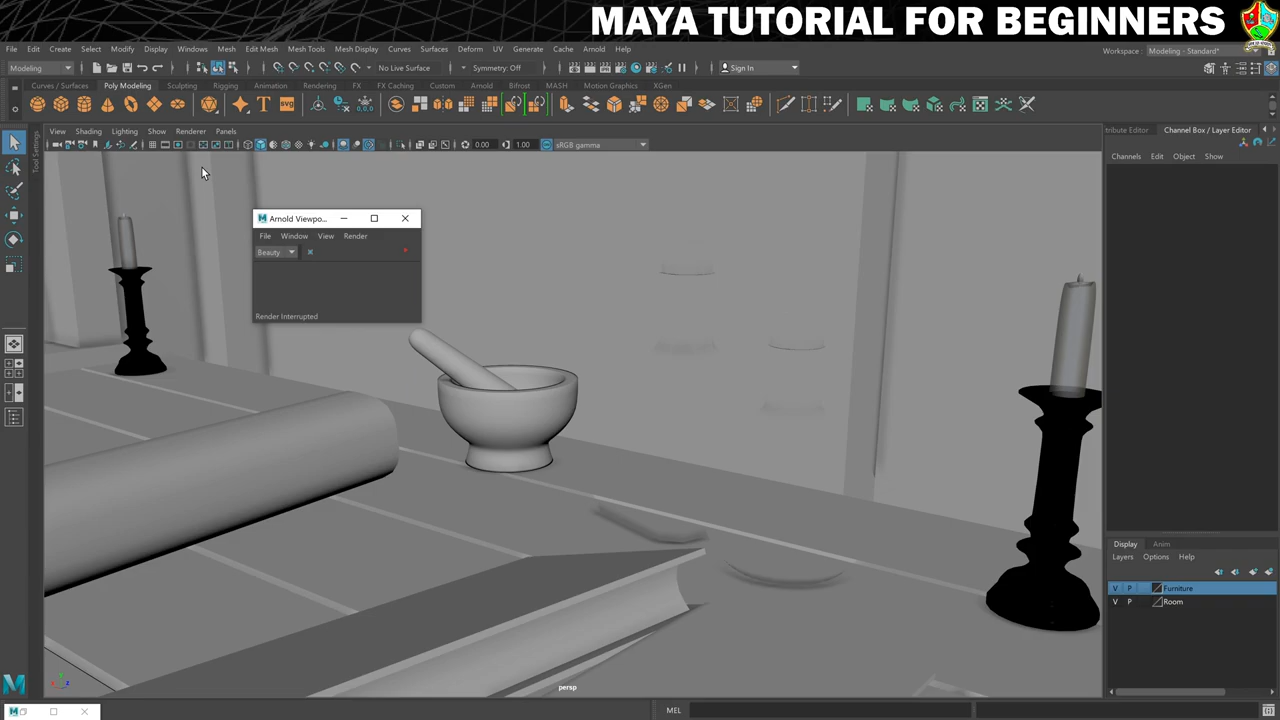 MAYA TUTORIAL FOR BEGINNERS
File Edit Create Select Modify Display Windows Mesh Edit Mesh Mesh Tools Mesh Display Curves Surfaces Deform UV Generate Cache Arnold Help
Workspace : Modeling - Standard*
Modeling No Live Surface Symmetry: Off Sign In
Curves / Surfaces Poly Modeling Sculpting Rigging Animation Rendering FX FX Caching Custom Arnold Bifrost MASH Motion Graphics XGen
View Shading Lighting Show Renderer Panels
tribute Editor Channel Box / Layer Editor
0.00 1.00 sRGB gamma
Tool Settings
Channels Edit Object Show
Arnold Viewpo...
File Window View Render
Beauty
Render Interrupted
Display Anim
Layers Options Help
V P Furniture
V P Room
persp
MEL